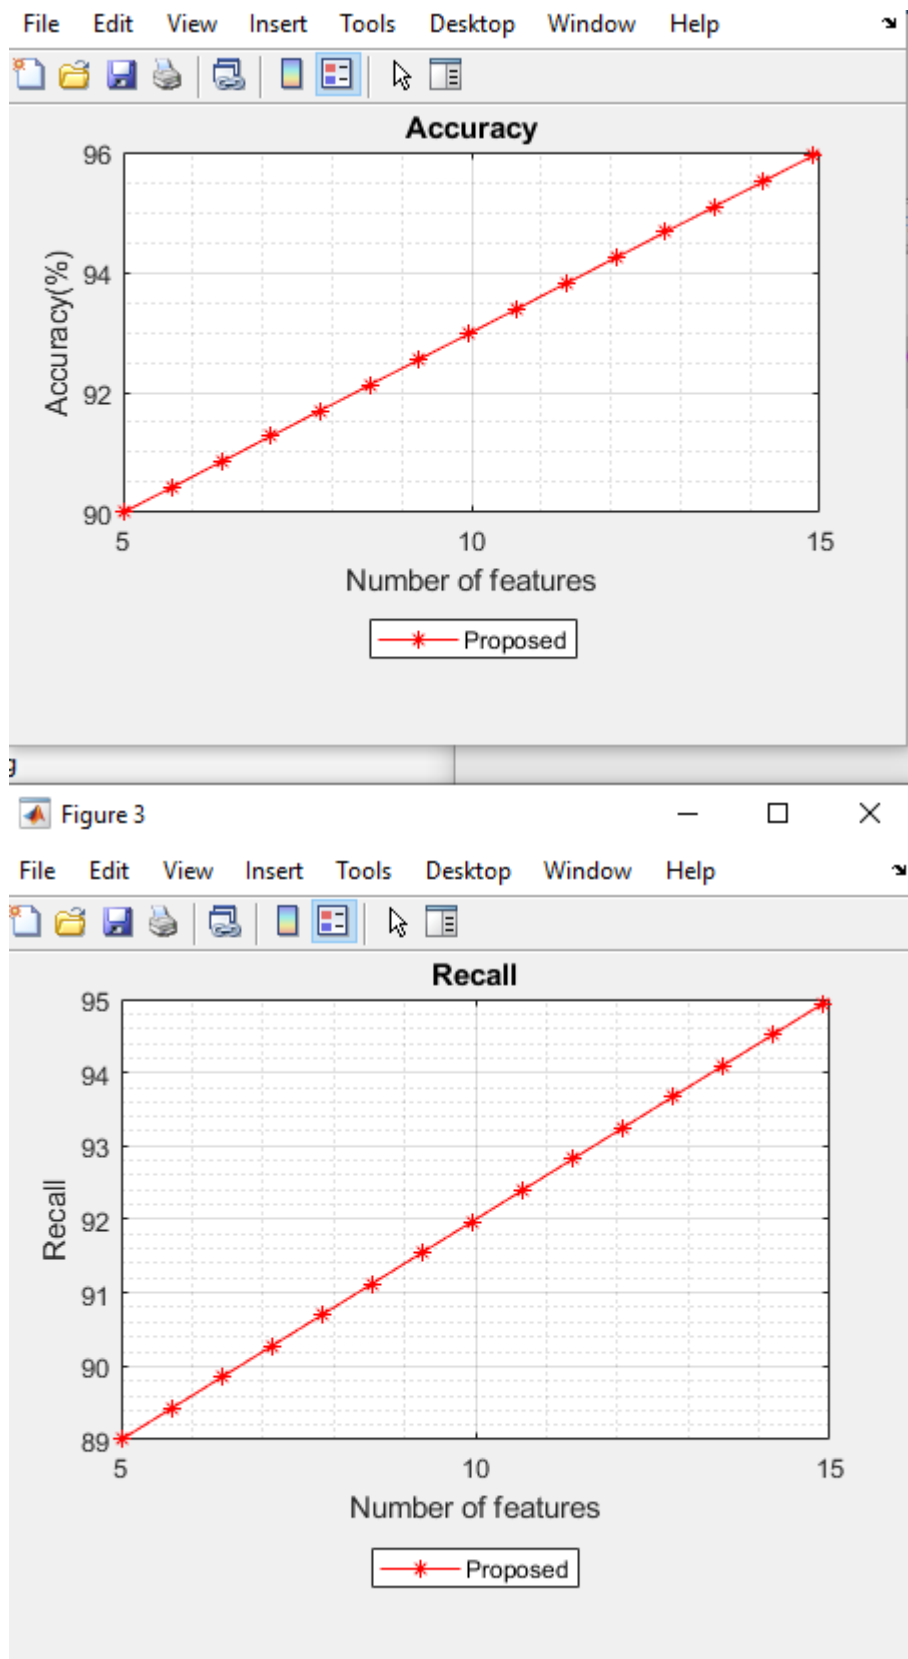 File Edit View Insert Tools Desktop Window Help
Accuracy
96
94
92
90
Accuracy(%)
5 10 15
Number of features
Proposed
g
Figure 3
File Edit View Insert Tools Desktop Window Help
Recall
95
94
93
92
91
90
89
Recall
5 10 15
Number of features
Proposed